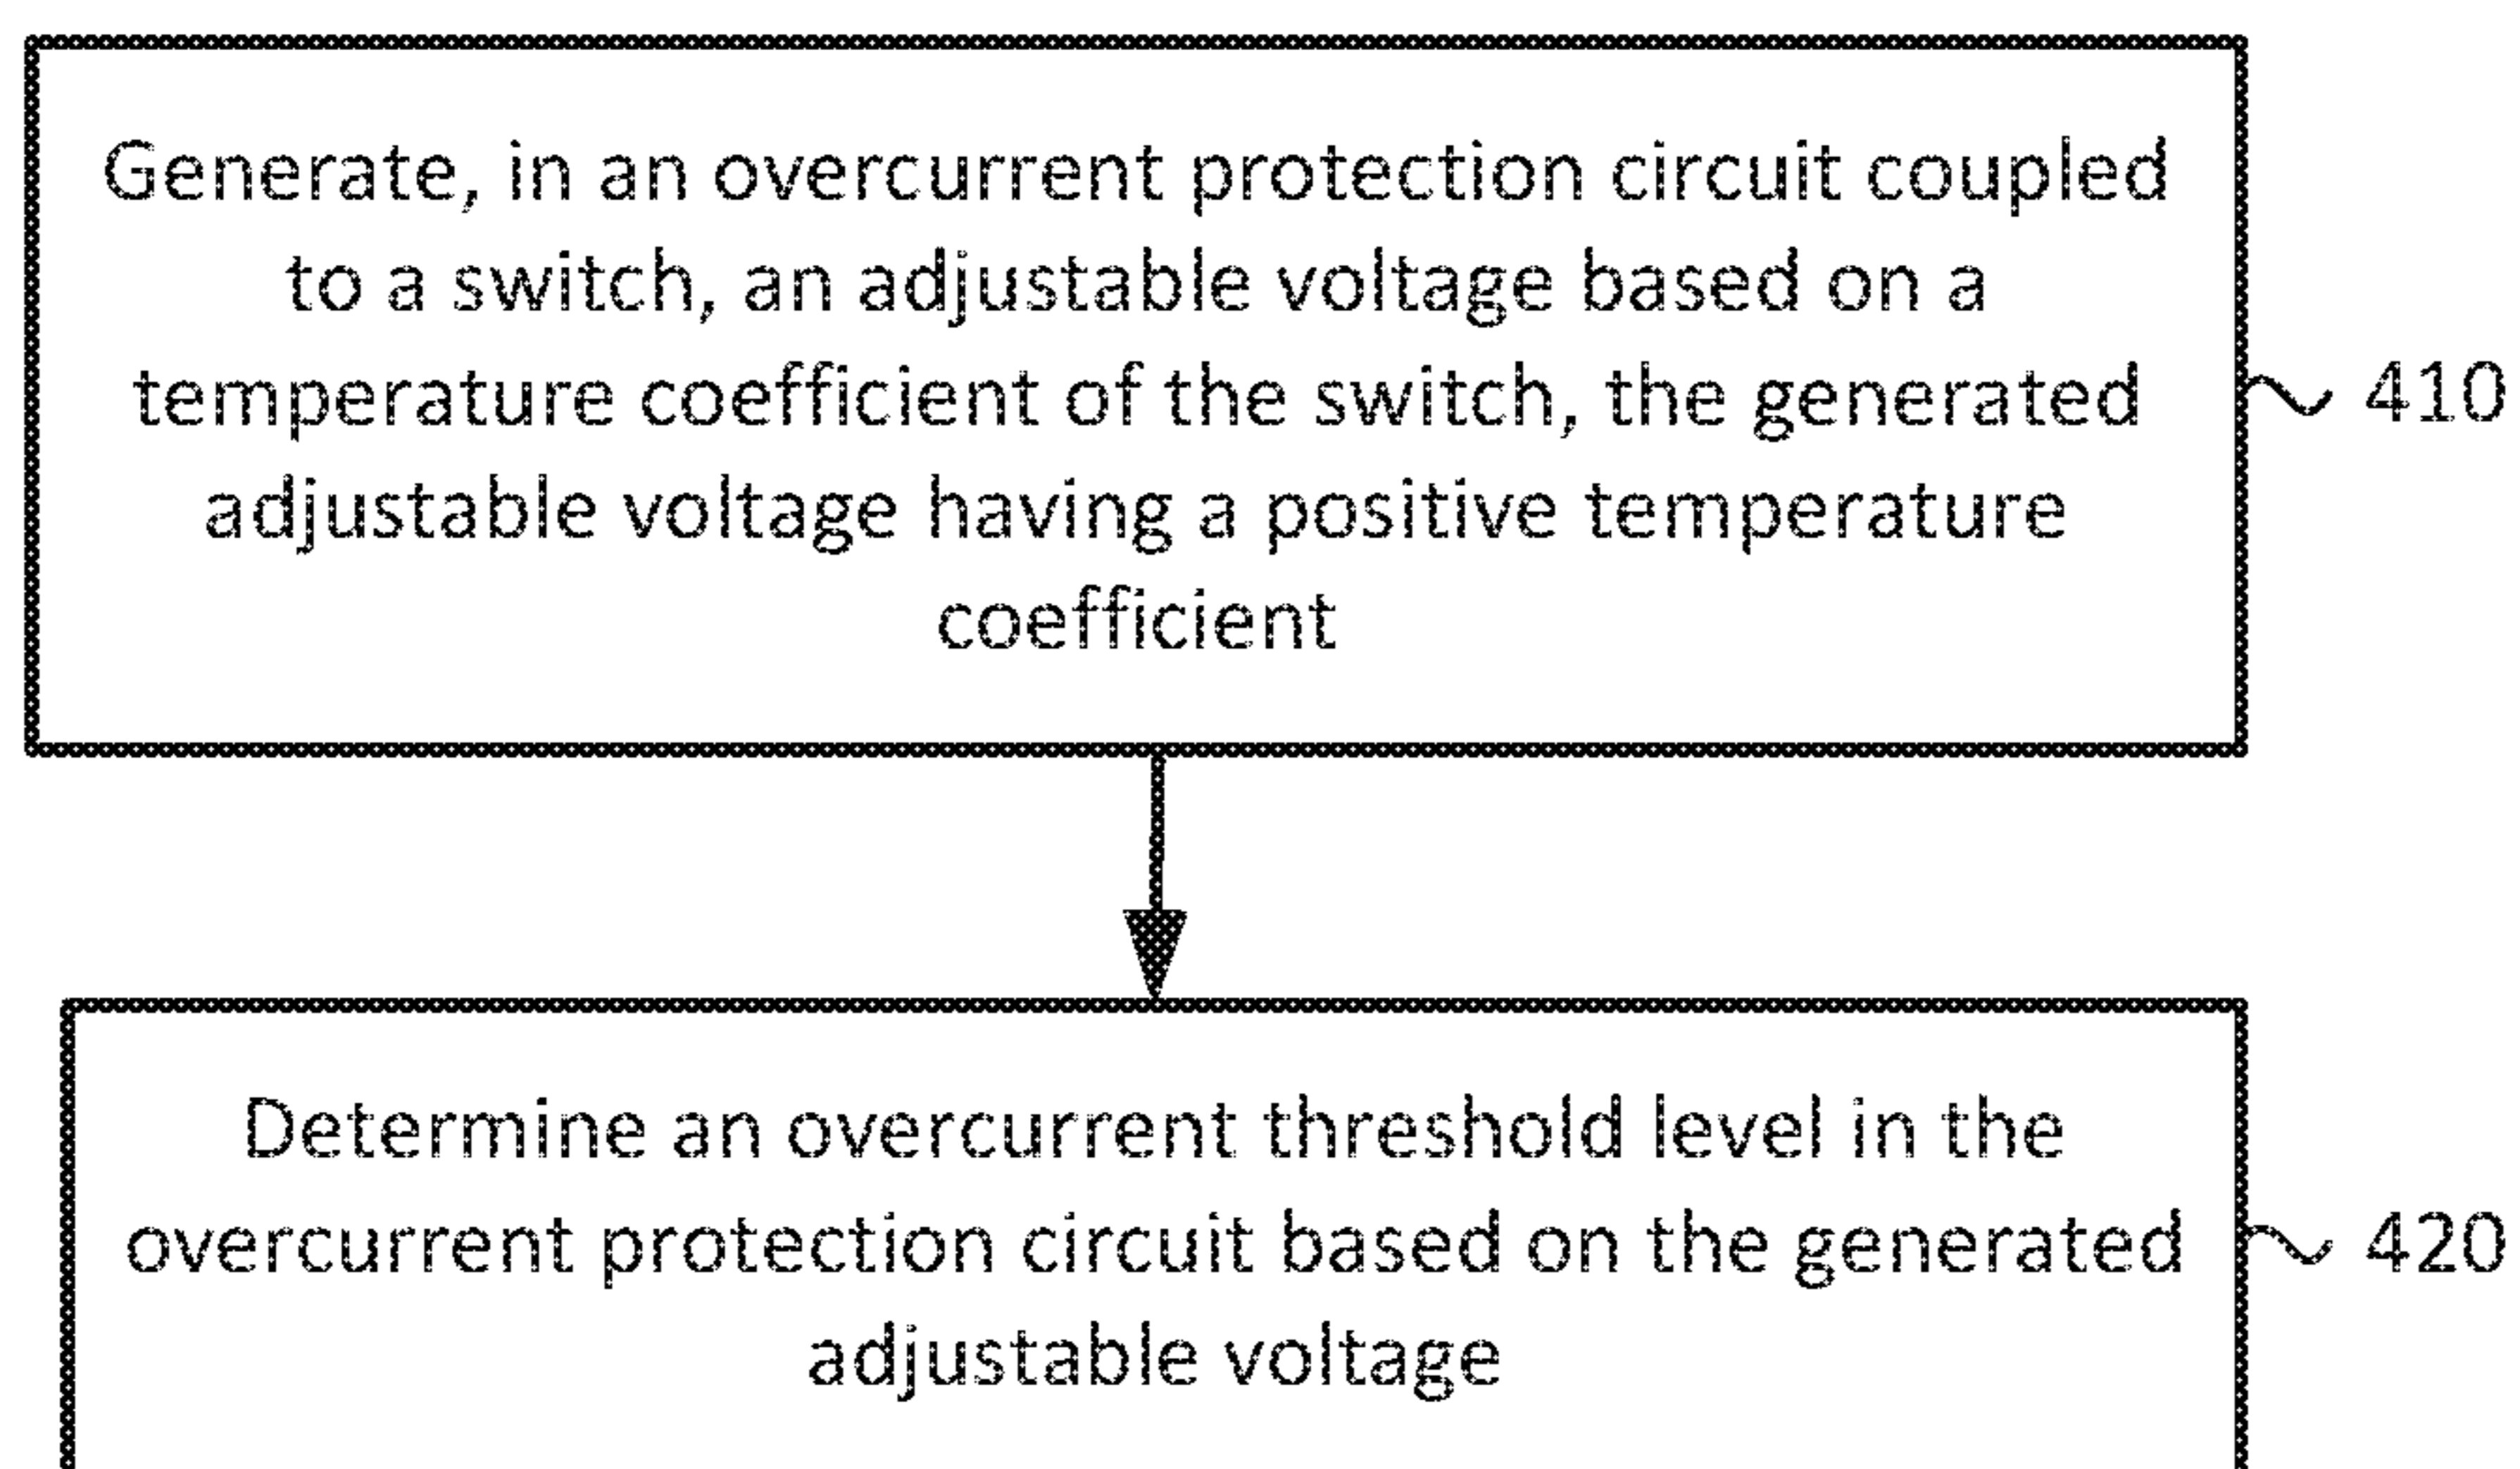 Generate, in an overcurrent protection circuit coupled
to a switch, an adjustable voltage based on a
temperature coefficient of the switch, the generated
adjustable voltage having a positive temperature
coefficient
410
Determine an overcurrent threshold level in the
overcurrent protection circuit based on the generated
adjustable voltage
420